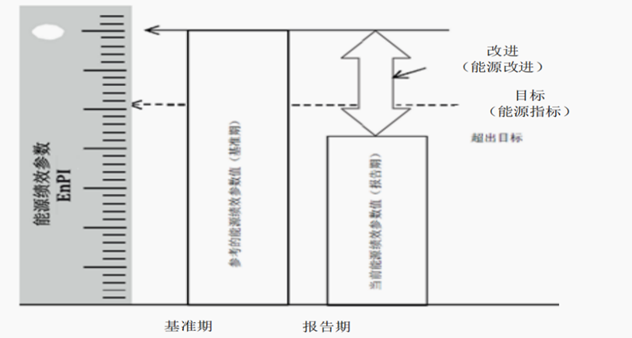 改进
（能源改进）
目标
（能源指标）
超出目标
能源绩效参数
EnPI
参考的能源绩效参数值（基准期）
当前能源绩效参数值（报告期）
基准期
报告期